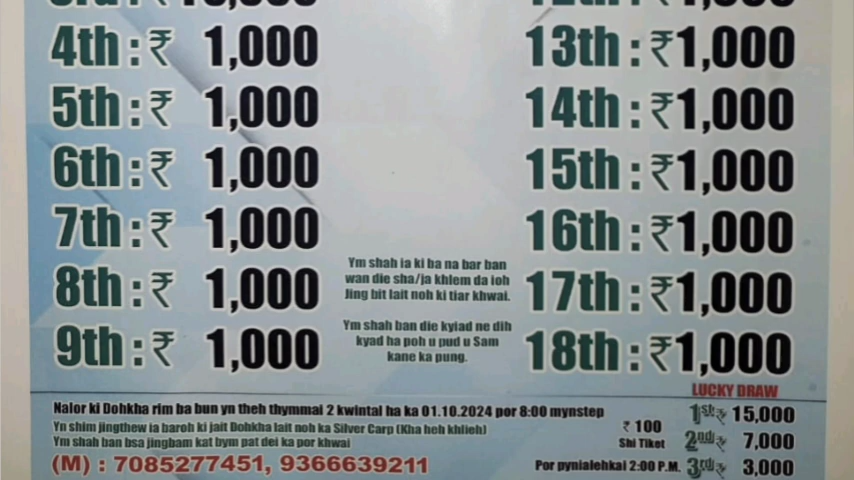 4th : ₹ 1,000
5th : ₹ 1,000
6th : ₹ 1,000
7th : ₹ 1,000
8th : ₹ 1,000
9th : ₹ 1,000
13th : ₹1,000
14th : ₹1,000
15th : ₹1,000
16th : ₹1,000
17th : ₹1,000
18th : ₹1,000
Ym shah ia ki ba na bar ban
wan die sha/ja khlem da ioh
Jing bit lait noh ki tiar khwai.
Ym shah ban die kyiad ne dih
kyad ha poh u pud u Sam
kane ka pung.
Nalor ki Dohkha rim ba bun yn theh thymmai 2 kwintal ha ka 01.10.2024 por 8:00 mynstep
Yn shim jingthew ia baroh ki jait Dohkha lait noh ka Silver Carp (Kha heh khlieh)
Ym shah ban bsa jingbam kat bym pat dei ka por khwai
(M) : 7085277451, 9366639211
₹ 100
Shi Tiket
Por pynialehkai 2:00 P.M.
LUCKY DRAW
1st ₹ 15,000
2nd ₹ 7,000
3rd ₹ 3,000